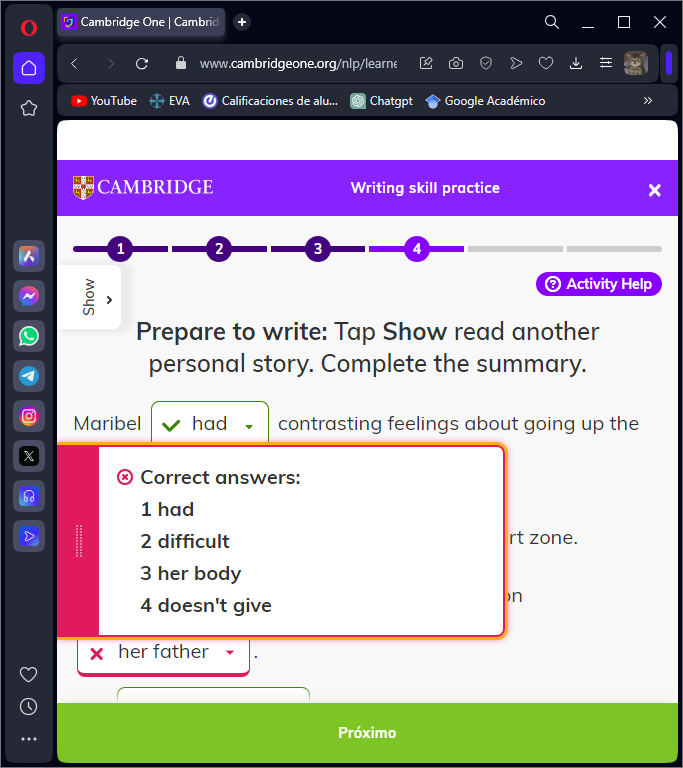 Cambridge One | Cambrid
www.cambridgeone.org/nlp/learne
YouTube EVA Calificaciones de alu... Chatgpt Google Académico »
CAMBRIDGE Writing skill practice
1 2 3 4
Show
Activity Help
Prepare to write: Tap Show read another
personal story. Complete the summary.
Maribel had contrasting feelings about going up the
Correct answers:
1 had
2 difficult
3 her body
4 doesn't give
rt zone.
on
her father .
Próximo